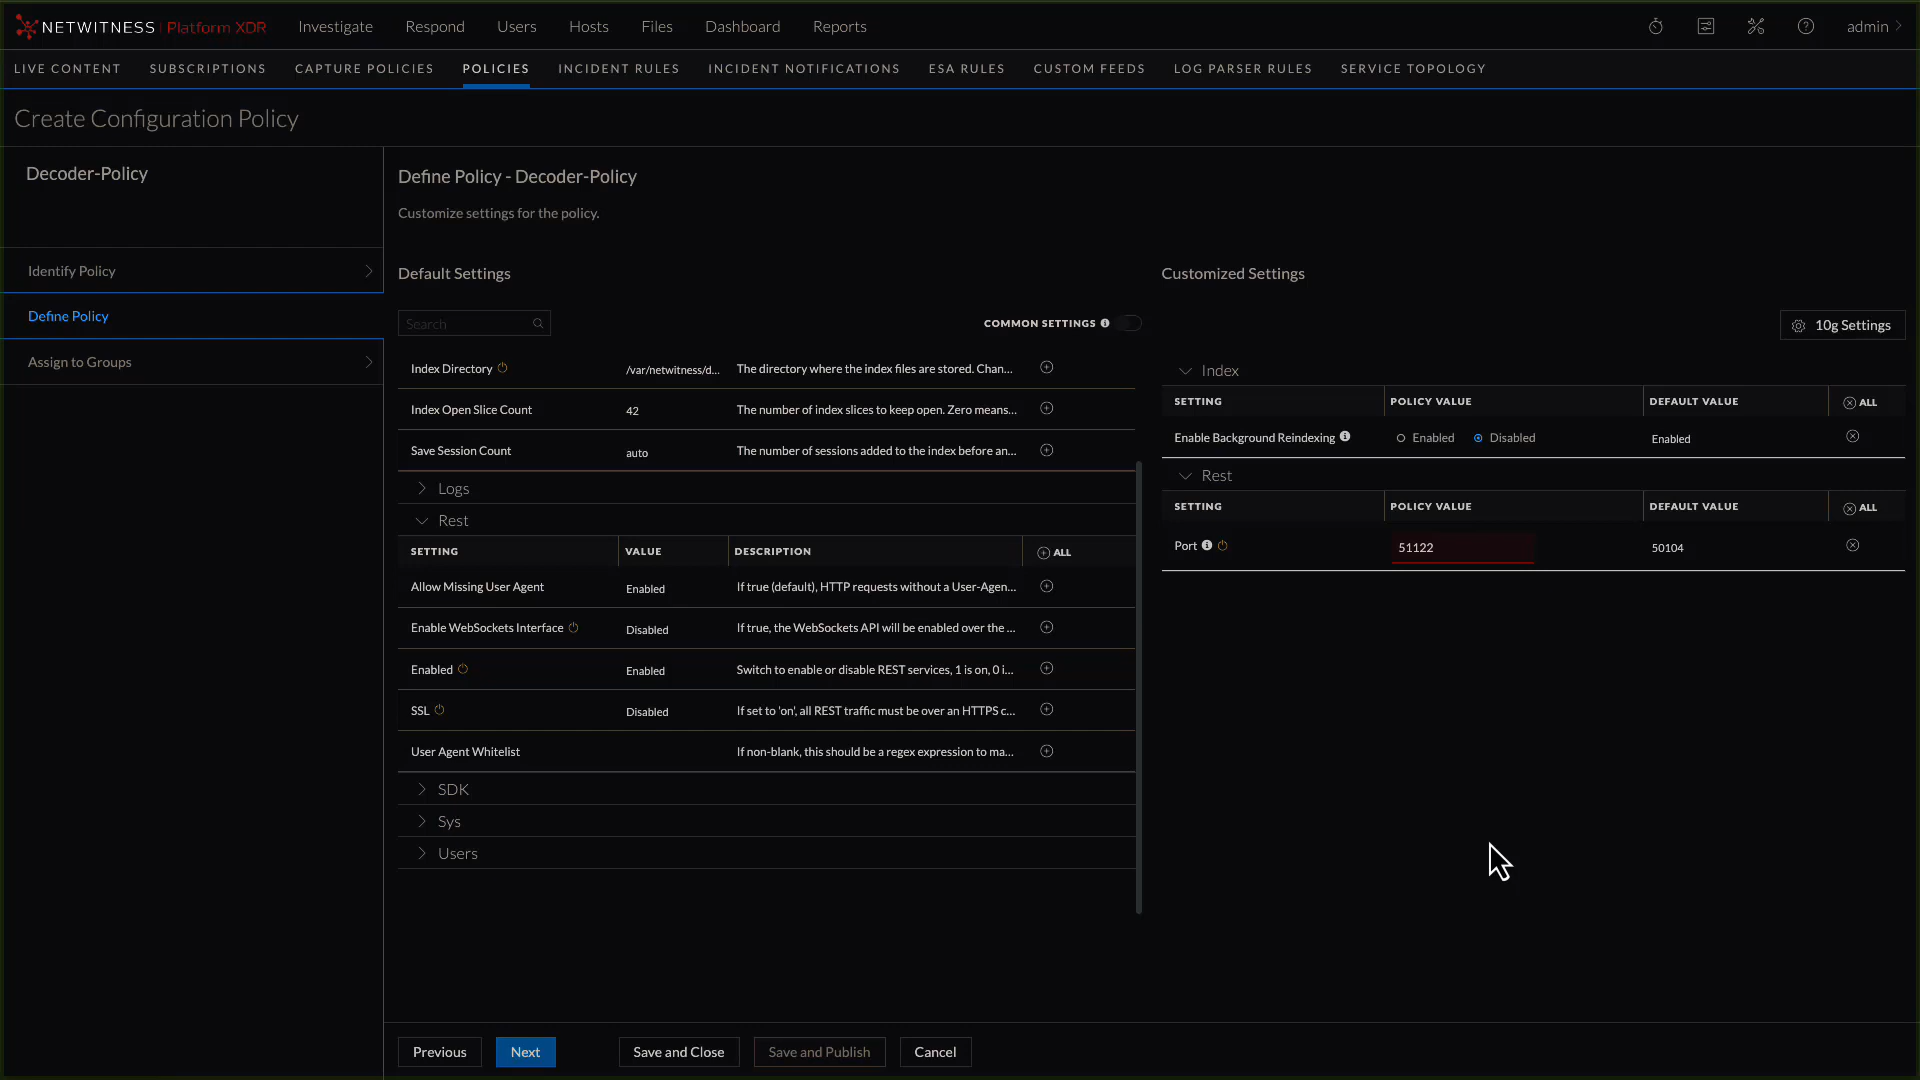 NETWITNESS Platform XDR Investigate Respond Users Hosts Files Dashboard Reports admin
LIVE CONTENT SUBSCRIPTIONS CAPTURE POLICIES POLICIES INCIDENT RULES INCIDENT NOTIFICATIONS ESA RULES CUSTOM FEEDS LOG PARSER RULES SERVICE TOPOLOGY
Create Configuration Policy
Decoder-Policy
Identify Policy
Define Policy
Assign to Groups
Define Policy - Decoder-Policy
Customize settings for the policy.
Default Settings
Search COMMON SETTINGS
Index Directory /var/netwitness/d... The directory where the index files are stored. Chan...
Index Open Slice Count 42 The number of index slices to keep open. Zero means...
Save Session Count auto The number of sessions added to the index before an...
Logs
Rest
SETTING VALUE DESCRIPTION ALL
Allow Missing User Agent Enabled If true (default), HTTP requests without a User-Agen...
Enable WebSockets Interface Disabled If true, the WebSockets API will be enabled over the ...
Enabled Enabled Switch to enable or disable REST services, 1 is on, 0 i...
SSL Disabled If set to 'on', all REST traffic must be over an HTTPS c...
User Agent Whitelist If non-blank, this should be a regex expression to ma...
SDK
Sys
Users
Customized Settings
10g Settings
Index
SETTING POLICY VALUE DEFAULT VALUE ALL
Enable Background Reindexing Enabled Disabled Enabled
Rest
SETTING POLICY VALUE DEFAULT VALUE ALL
Port 51122 50104
Previous Next Save and Close Save and Publish Cancel